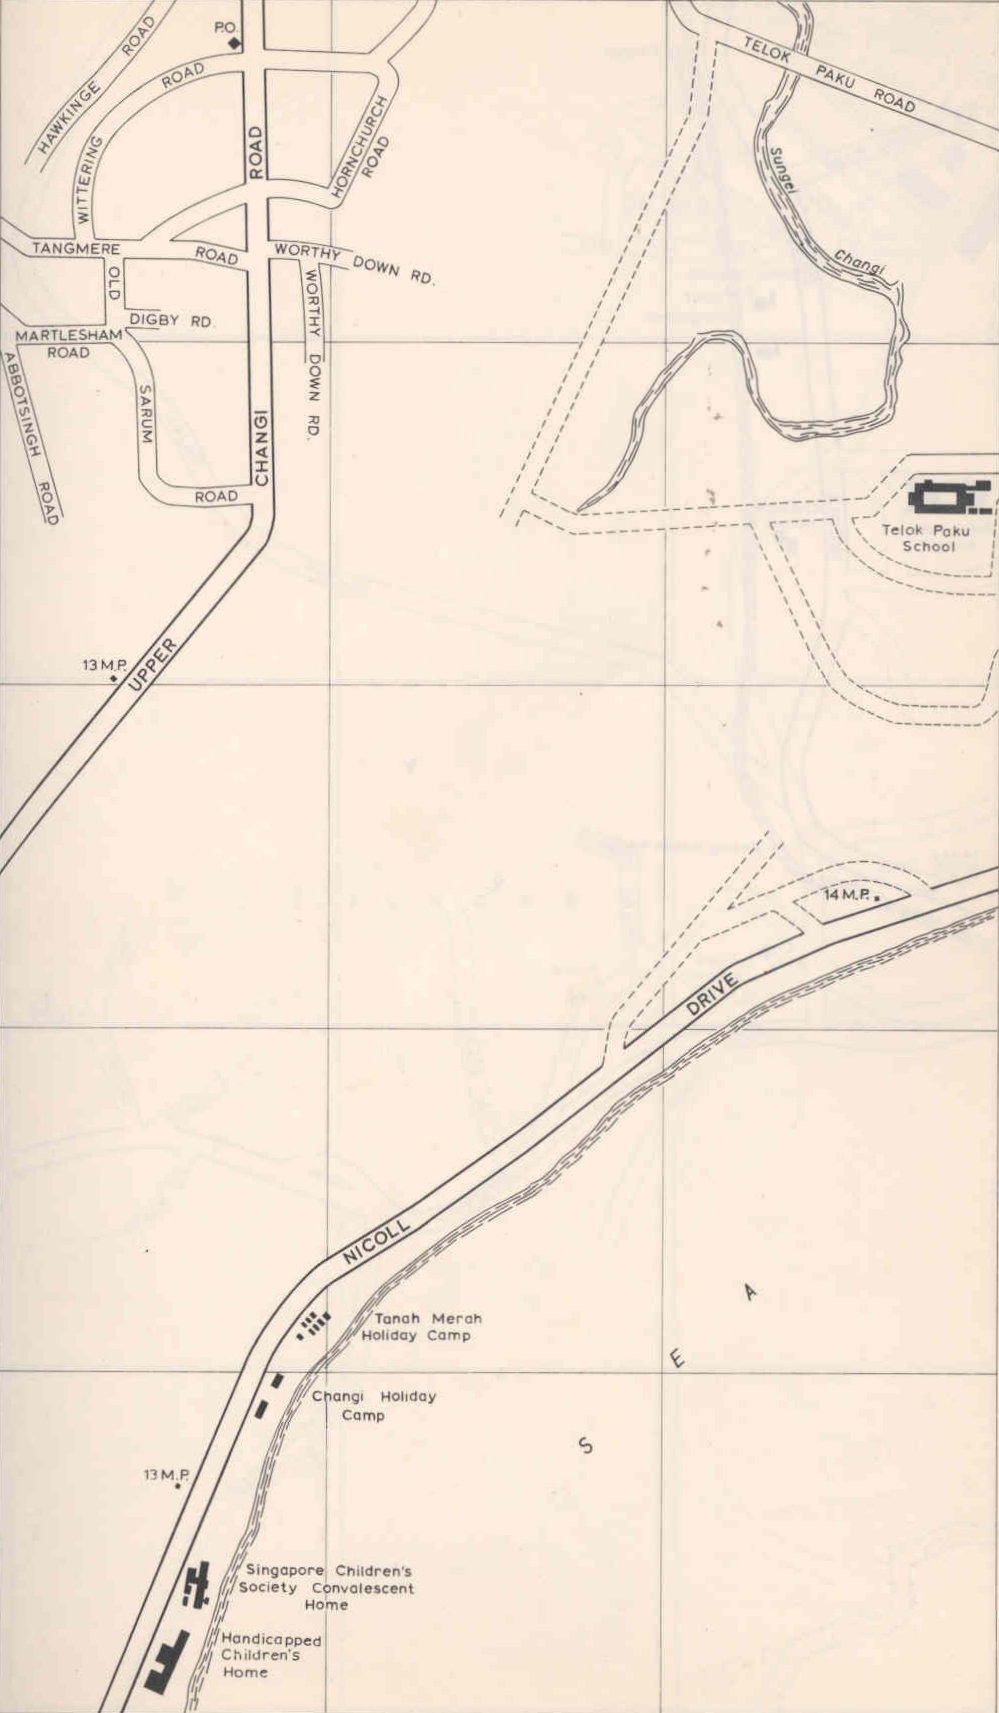 P.O.
HAWKINGE ROAD
WITTERING ROAD
ROAD
HORNCHURCH
ROAD
TELOK PAKU ROAD
Sungei
Changi
TANGMERE ROAD
WORTHY DOWN RD.
WORTHY DOWN RD.
OLD
DIGBY RD.
MARTLESHAM
ROAD
ABBOTSINGH ROAD
SARUM
ROAD
CHANGI
UPPER
Telok Paku
School
13 M.P.
14 M.P.
DRIVE
NICOLL
Tanah Merah
Holiday Camp
Changi Holiday
Camp
S E A
13 M.P.
Singapore Children's
Society Convalescent
Home
Handicapped
Children's
Home